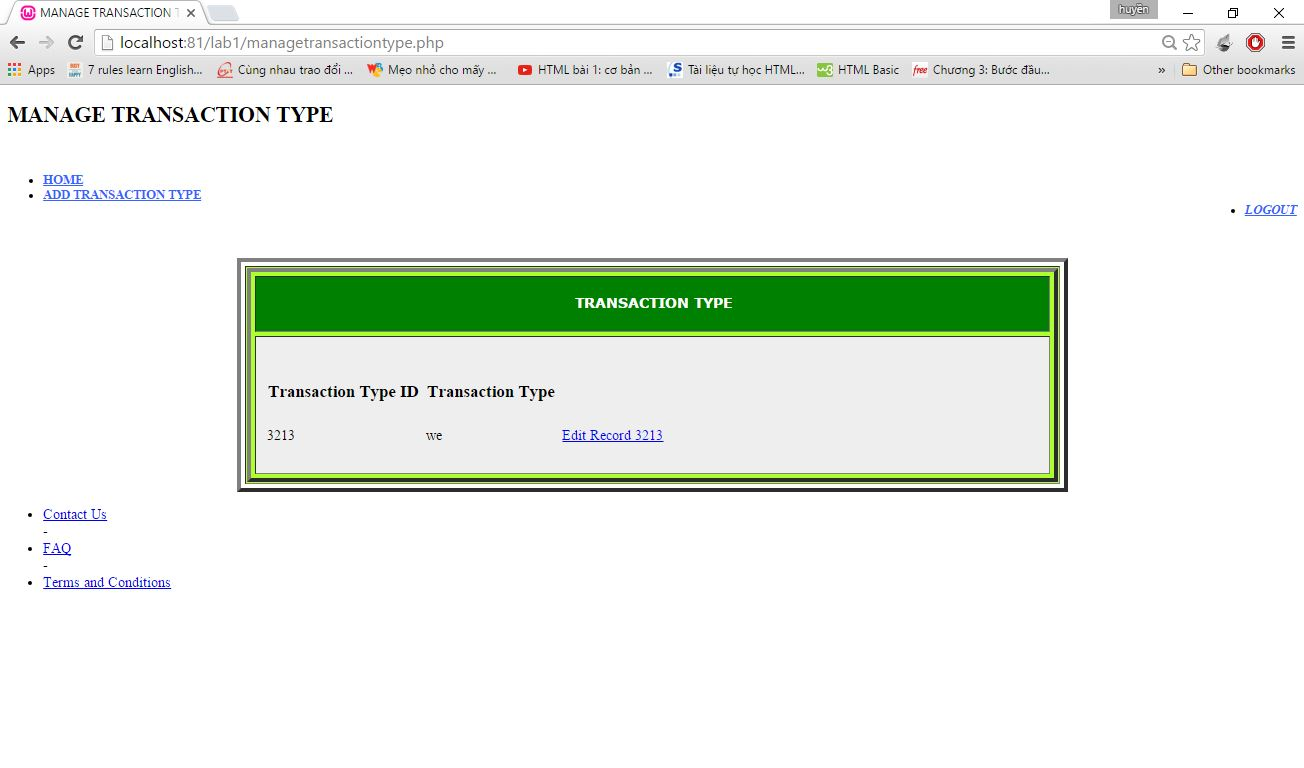 MANAGE TRANSACTION T
huyền
localhost:81/lab1/managetransactiontype.php
Apps 7 rules learn English... Cùng nhau trao đổi ... Mẹo nhỏ cho mấy ... HTML bài 1: cơ bản ... Tài liệu tự học HTML... HTML Basic free Chương 3: Bước đầu... » Other bookmarks
MANAGE TRANSACTION TYPE
HOME
ADD TRANSACTION TYPE
LOGOUT
TRANSACTION TYPE
Transaction Type ID Transaction Type
3213 we Edit Record 3213
Contact Us
-
FAQ
-
Terms and Conditions